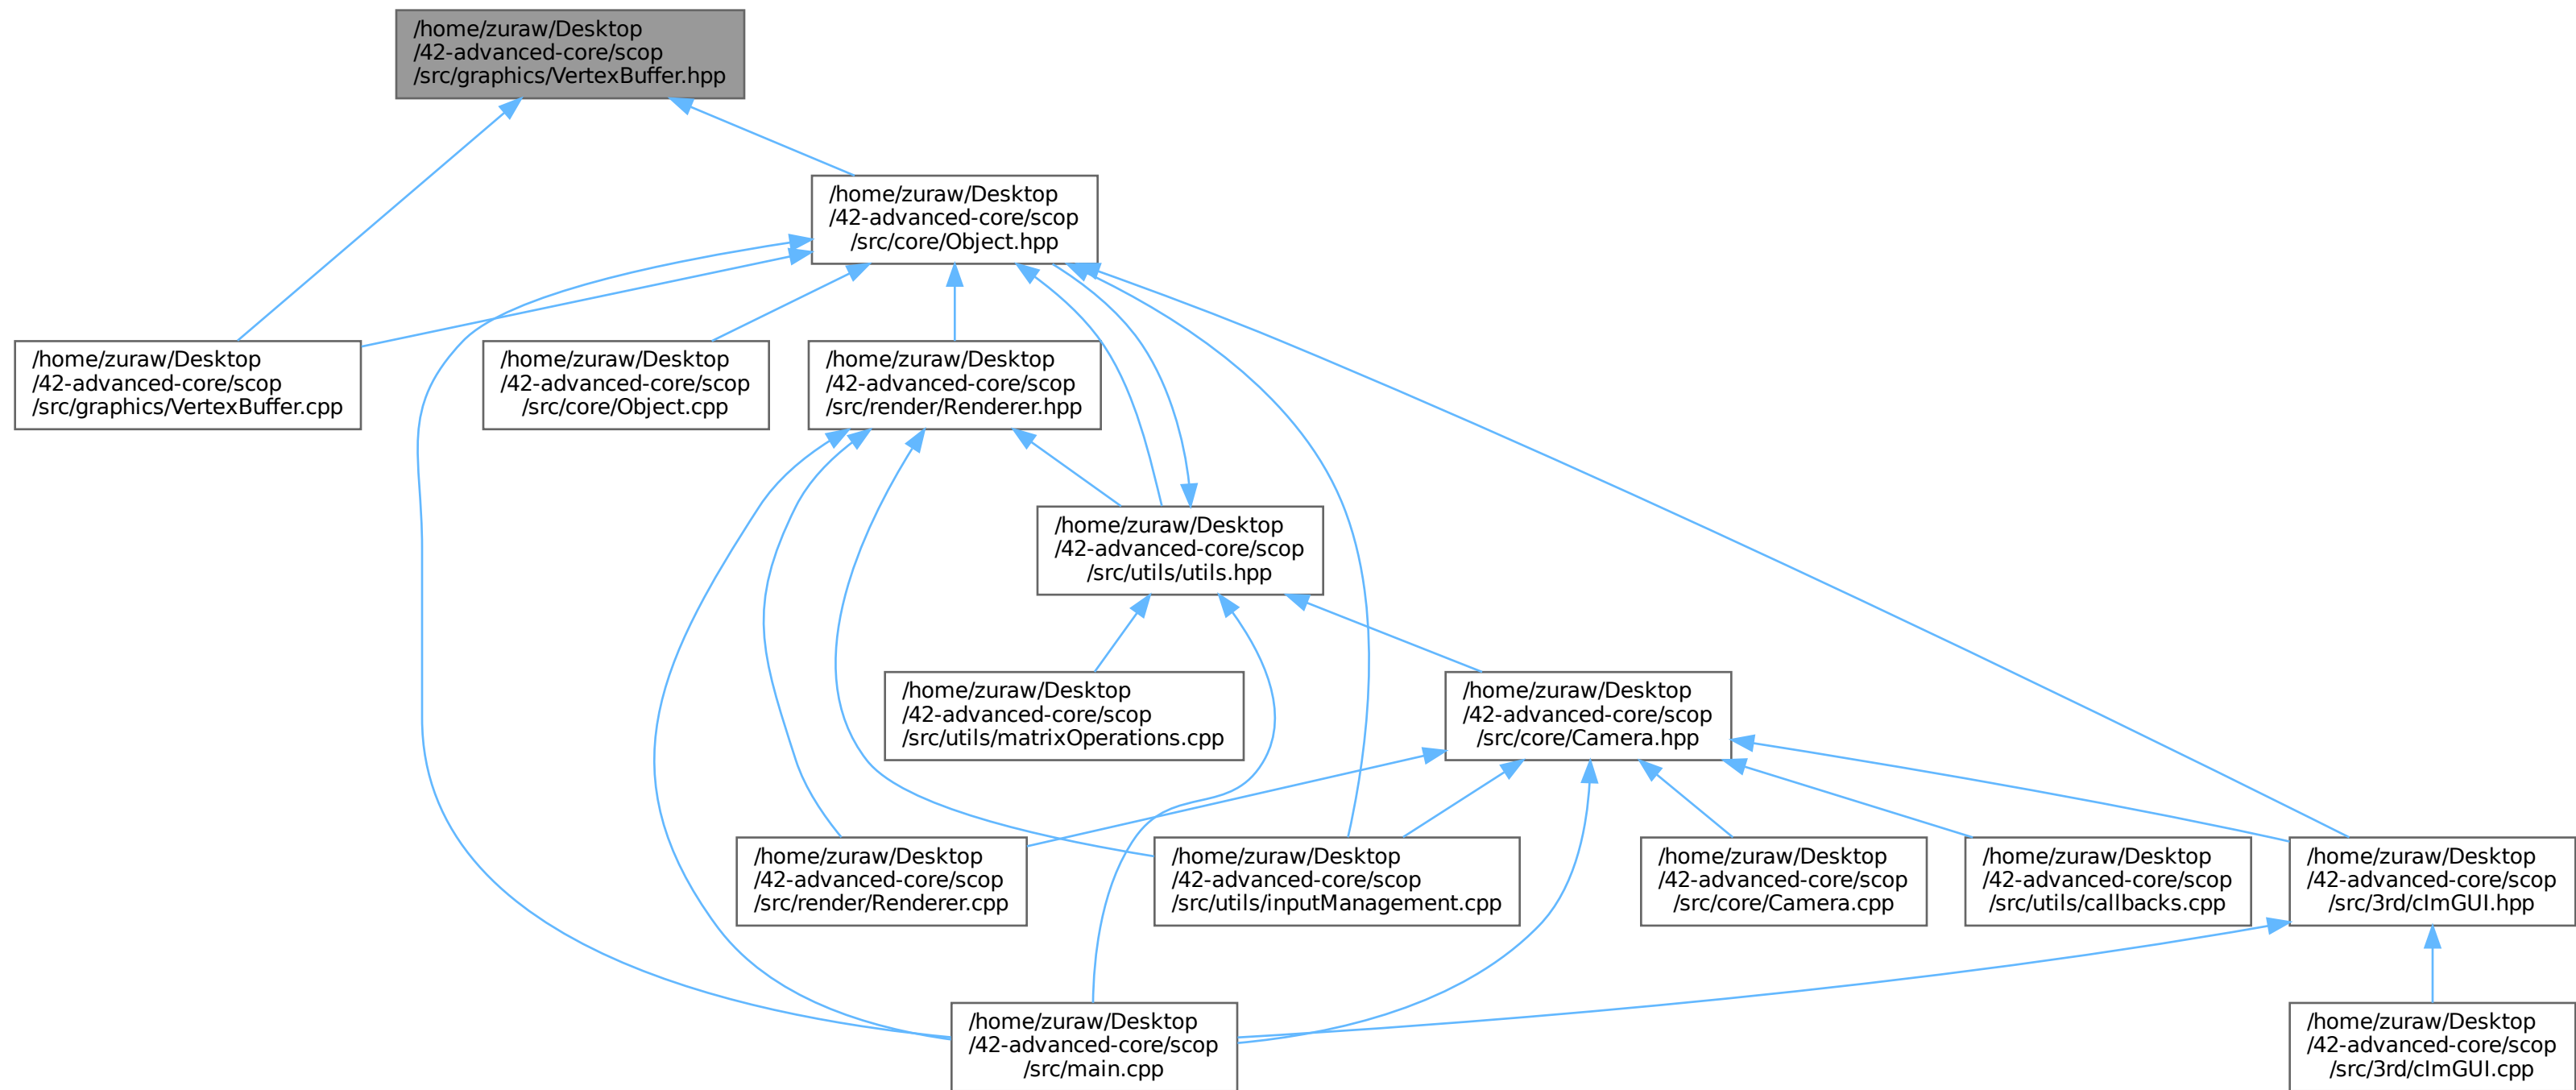 /home/zuraw/Desktop
/42-advanced-core/scop
/src/graphics/VertexBuffer.hpp
/home/zuraw/Desktop
/42-advanced-core/scop
/src/core/Object.hpp
/home/zuraw/Desktop
/42-advanced-core/scop
/src/graphics/VertexBuffer.cpp
/home/zuraw/Desktop
/42-advanced-core/scop
/src/core/Object.cpp
/home/zuraw/Desktop
/42-advanced-core/scop
/src/render/Renderer.hpp
/home/zuraw/Desktop
/42-advanced-core/scop
/src/utils/utils.hpp
/home/zuraw/Desktop
/42-advanced-core/scop
/src/utils/matrixOperations.cpp
/home/zuraw/Desktop
/42-advanced-core/scop
/src/core/Camera.hpp
/home/zuraw/Desktop
/42-advanced-core/scop
/src/render/Renderer.cpp
/home/zuraw/Desktop
/42-advanced-core/scop
/src/utils/inputManagement.cpp
/home/zuraw/Desktop
/42-advanced-core/scop
/src/core/Camera.cpp
/home/zuraw/Desktop
/42-advanced-core/scop
/src/utils/callbacks.cpp
/home/zuraw/Desktop
/42-advanced-core/scop
/src/3rd/cImGUI.hpp
/home/zuraw/Desktop
/42-advanced-core/scop
/src/main.cpp
/home/zuraw/Desktop
/42-advanced-core/scop
/src/3rd/cImGUI.cpp